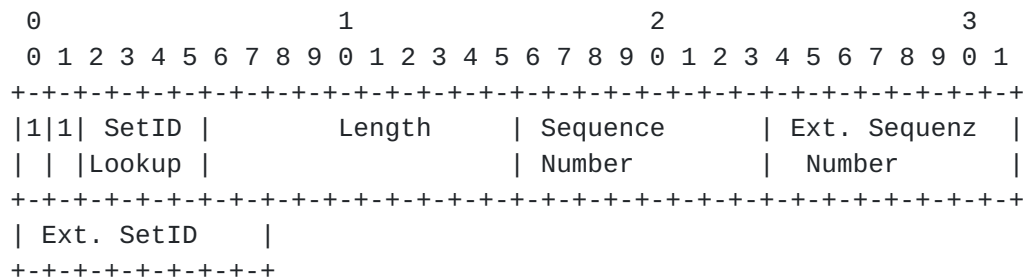 0                   1                   2                   3
 0 1 2 3 4 5 6 7 8 9 0 1 2 3 4 5 6 7 8 9 0 1 2 3 4 5 6 7 8 9 0 1
+-+-+-+-+-+-+-+-+-+-+-+-+-+-+-+-+-+-+-+-+-+-+-+-+-+-+-+-+-+-+-+-+
|1|1| SetID |        Length     | Sequence      | Ext. Sequenz  |
| | |Lookup |                   | Number        |  Number       |
+-+-+-+-+-+-+-+-+-+-+-+-+-+-+-+-+-+-+-+-+-+-+-+-+-+-+-+-+-+-+-+-+
| Ext. SetID    |
+-+-+-+-+-+-+-+-+